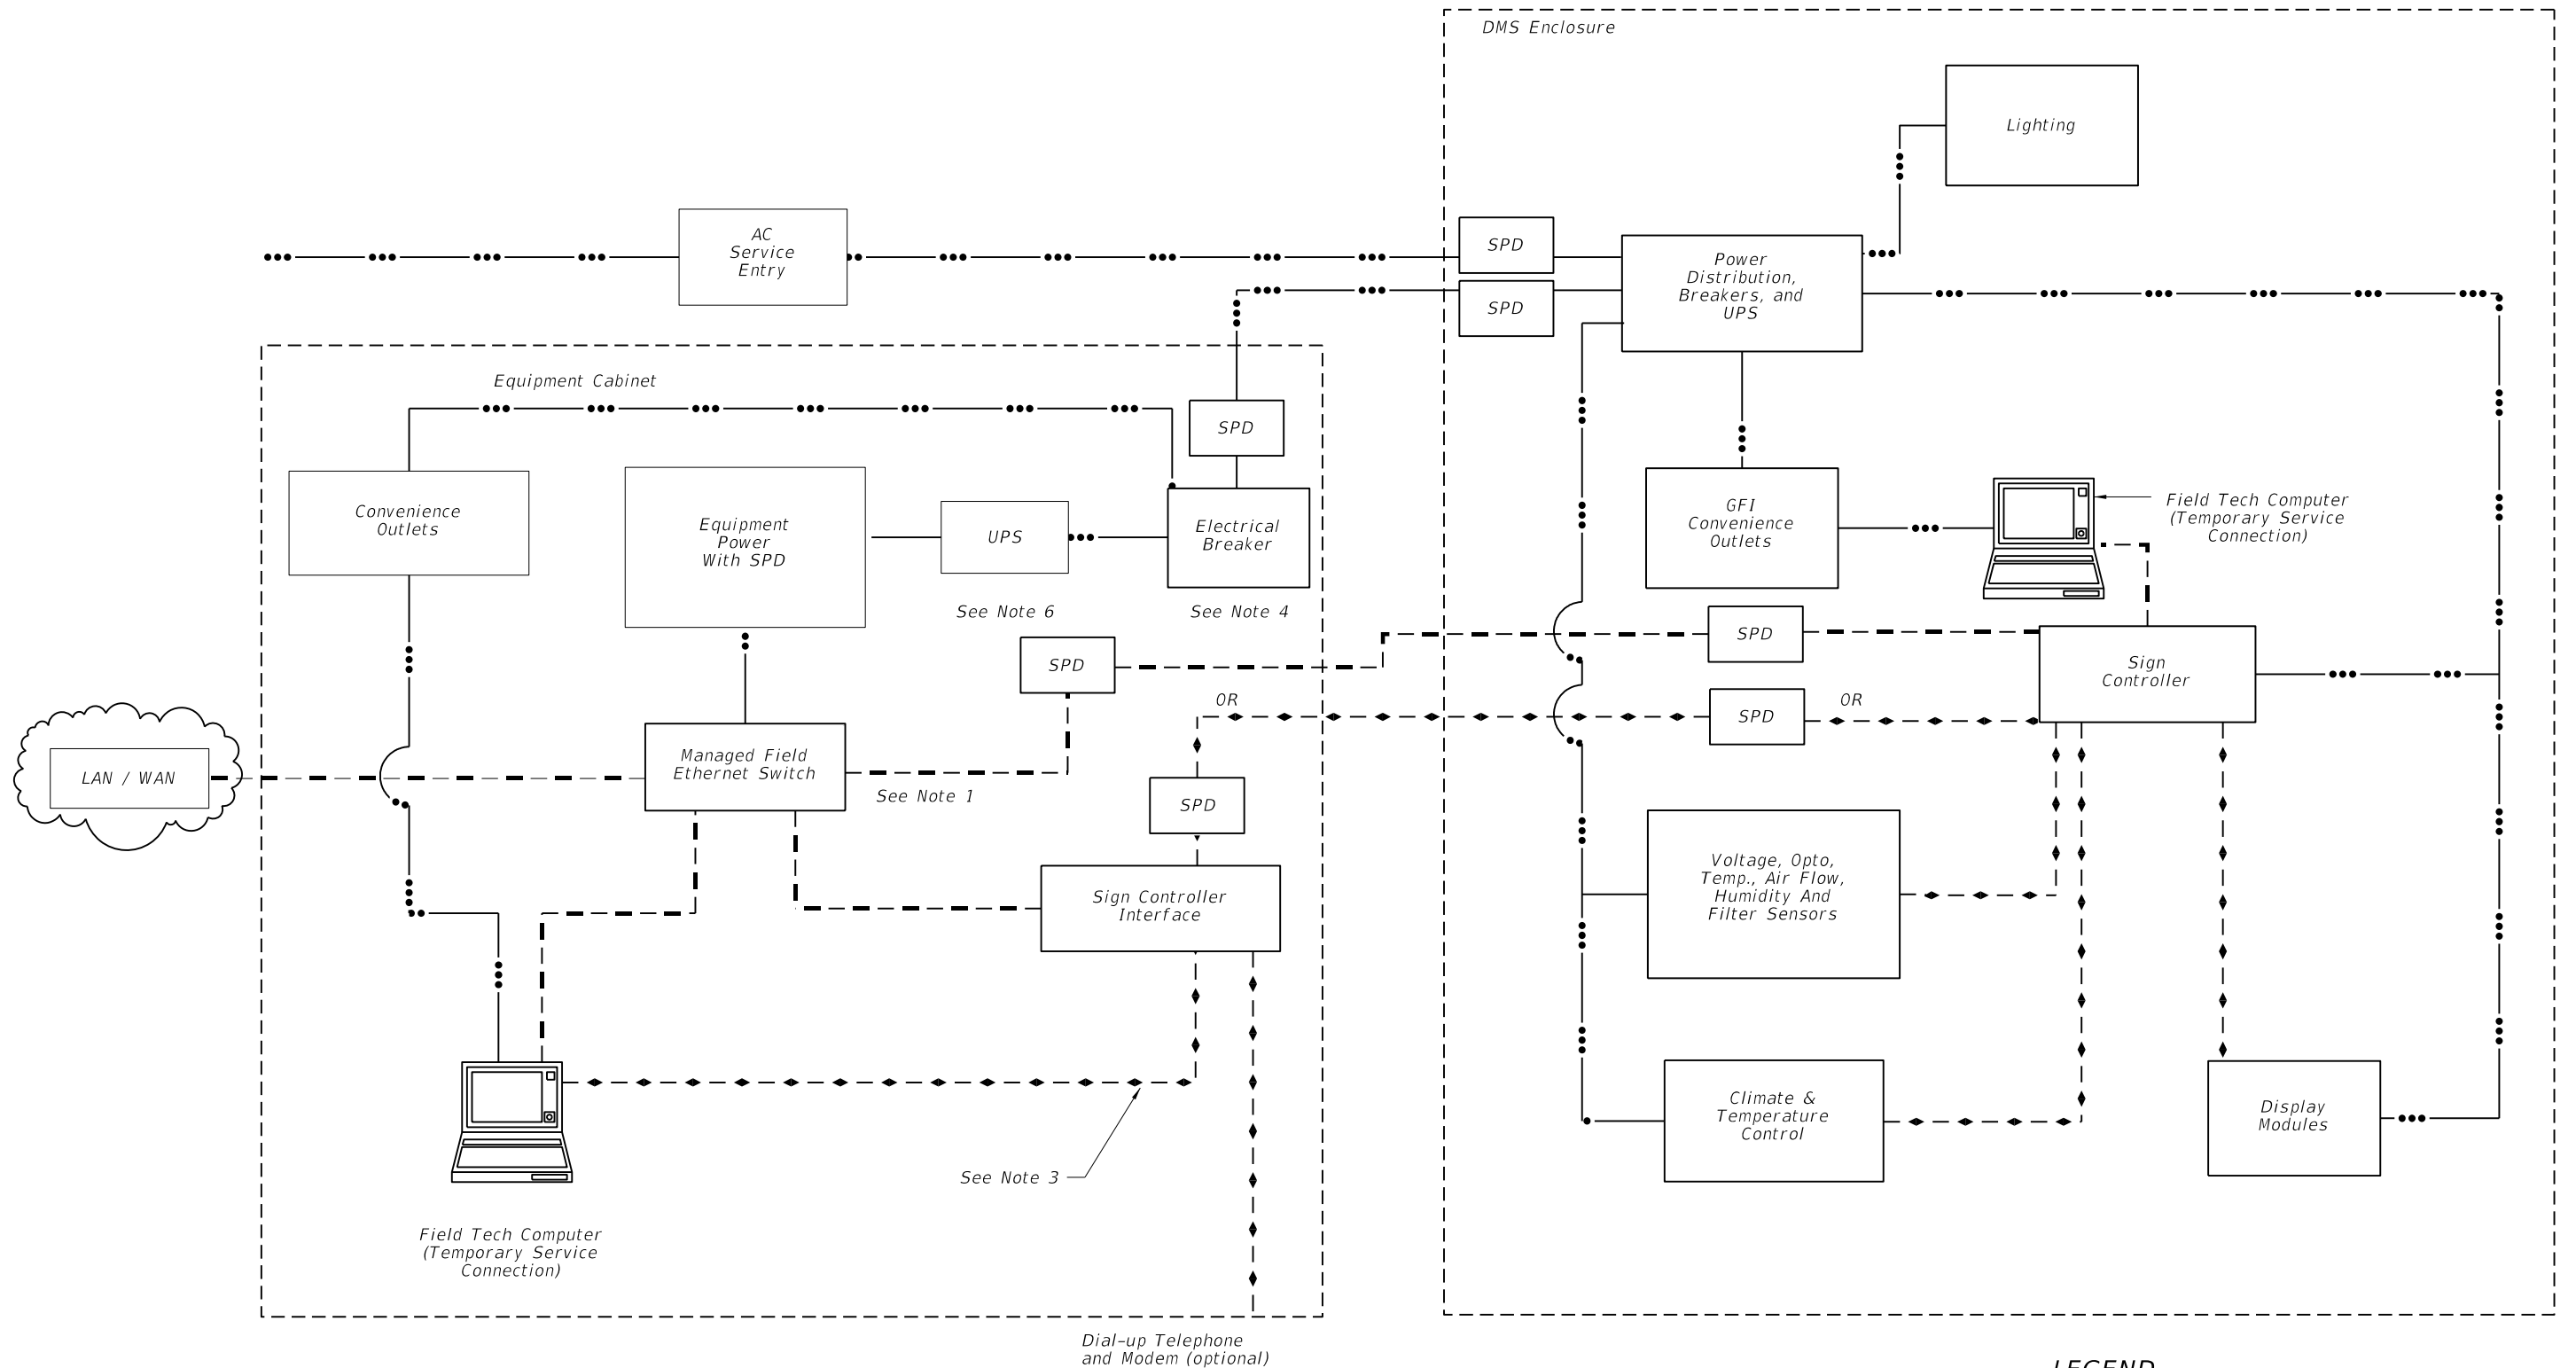 DMS Enclosure
Lighting
AC
Service
Entry
SPD
SPD
Power
Distribution,
Breakers, and
UPS
Equipment Cabinet
SPD
Convenience
Outlets
Equipment
Power
With SPD
UPS
Electrical
Breaker
See Note 6
See Note 4
GFI
Convenience
Outlets
Field Tech Computer
(Temporary Service
Connection)
SPD
SPD
Sign
Controller
OR
SPD
OR
LAN / WAN
Managed Field
Ethernet Switch
See Note 1
SPD
Sign Controller
Interface
Voltage, Opto,
Temp., Air Flow,
Humidity And
Filter Sensors
See Note 3
Climate &
Temperature
Control
Display
Modules
Field Tech Computer
(Temporary Service
Connection)
Dial-up Telephone
and Modem (optional)
LEGEND